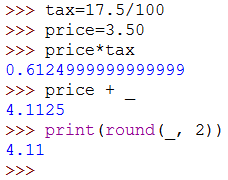 >>> tax=17.5/100
>>> price=3.50
>>> price*tax
0.6124999999999999
>>> price + _
4.1125
>>> print(round(_, 2))
4.11
>>>